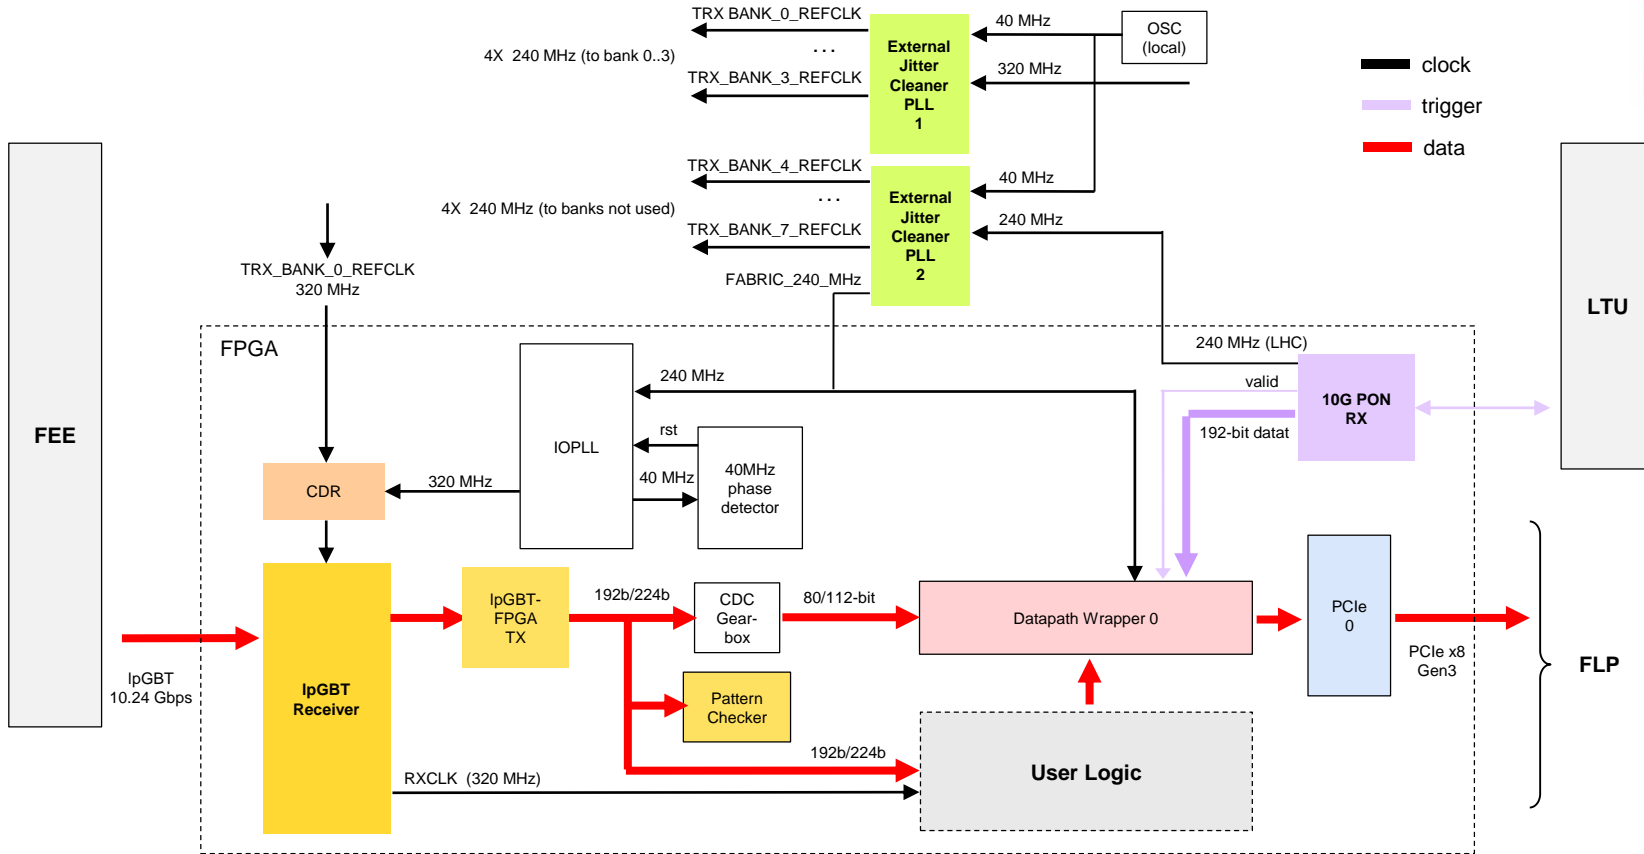 TRX BANK_0_REFCLK
...
4X  240 MHz (to bank 0..3)
TRX_BANK_3_REFCLK
External
Jitter
Cleaner
PLL
1
40 MHz
OSC
(local)
320 MHz
clock
trigger
data
TRX_BANK_4_REFCLK
...
4X  240 MHz (to banks not used)
TRX_BANK_7_REFCLK
FABRIC_240_MHz
External
Jitter
Cleaner
PLL
2
40 MHz
240 MHz
TRX_BANK_0_REFCLK
320 MHz
FPGA
FEE
LTU
240 MHz (LHC)
valid
192-bit datat
10G PON
RX
240 MHz
rst
IOPLL
40 MHz
40MHz
phase
detector
320 MHz
CDR
lpGBT
10.24 Gbps
lpGBT
Receiver
lpGBT-
FPGA
TX
192b/224b
CDC
Gear-
box
80/112-bit
Datapath Wrapper 0
PCIe
0
PCIe x8
Gen3
FLP
Pattern
Checker
192b/224b
User Logic
RXCLK  (320 MHz)